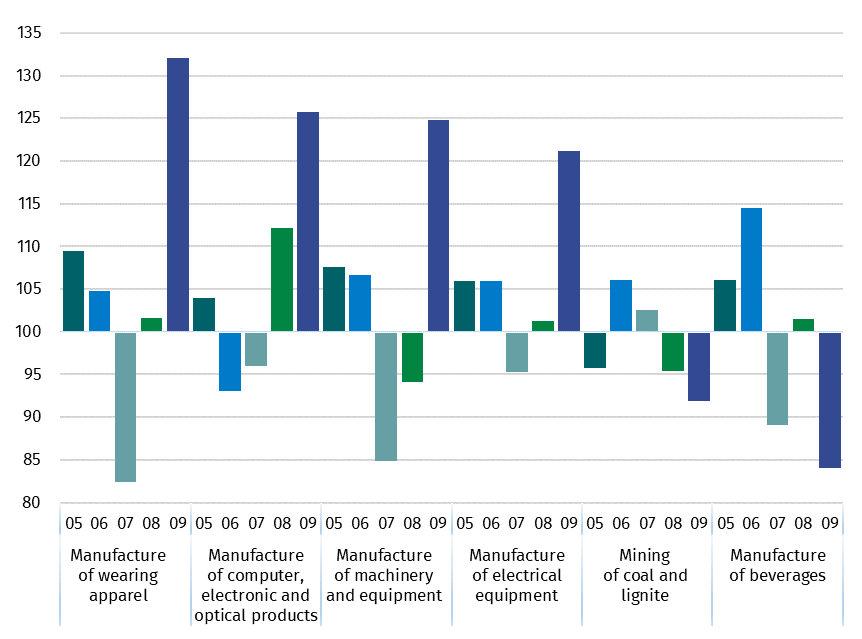 135
130
125
120
115
110
105
100
95
90
85
80
05 06 07 08 09 05 06 07 08 09 05 06 07 08 09 05 06 07 08 09 05 06 07 08 09 05 06 07 08 09
Manufacture
of wearing
apparel
Manufacture
of computer,
electronic and
optical products
Manufacture
of machinery
and equipment
Manufacture
of electrical
equipment
Mining
of coal and
lignite
Manufacture
of beverages